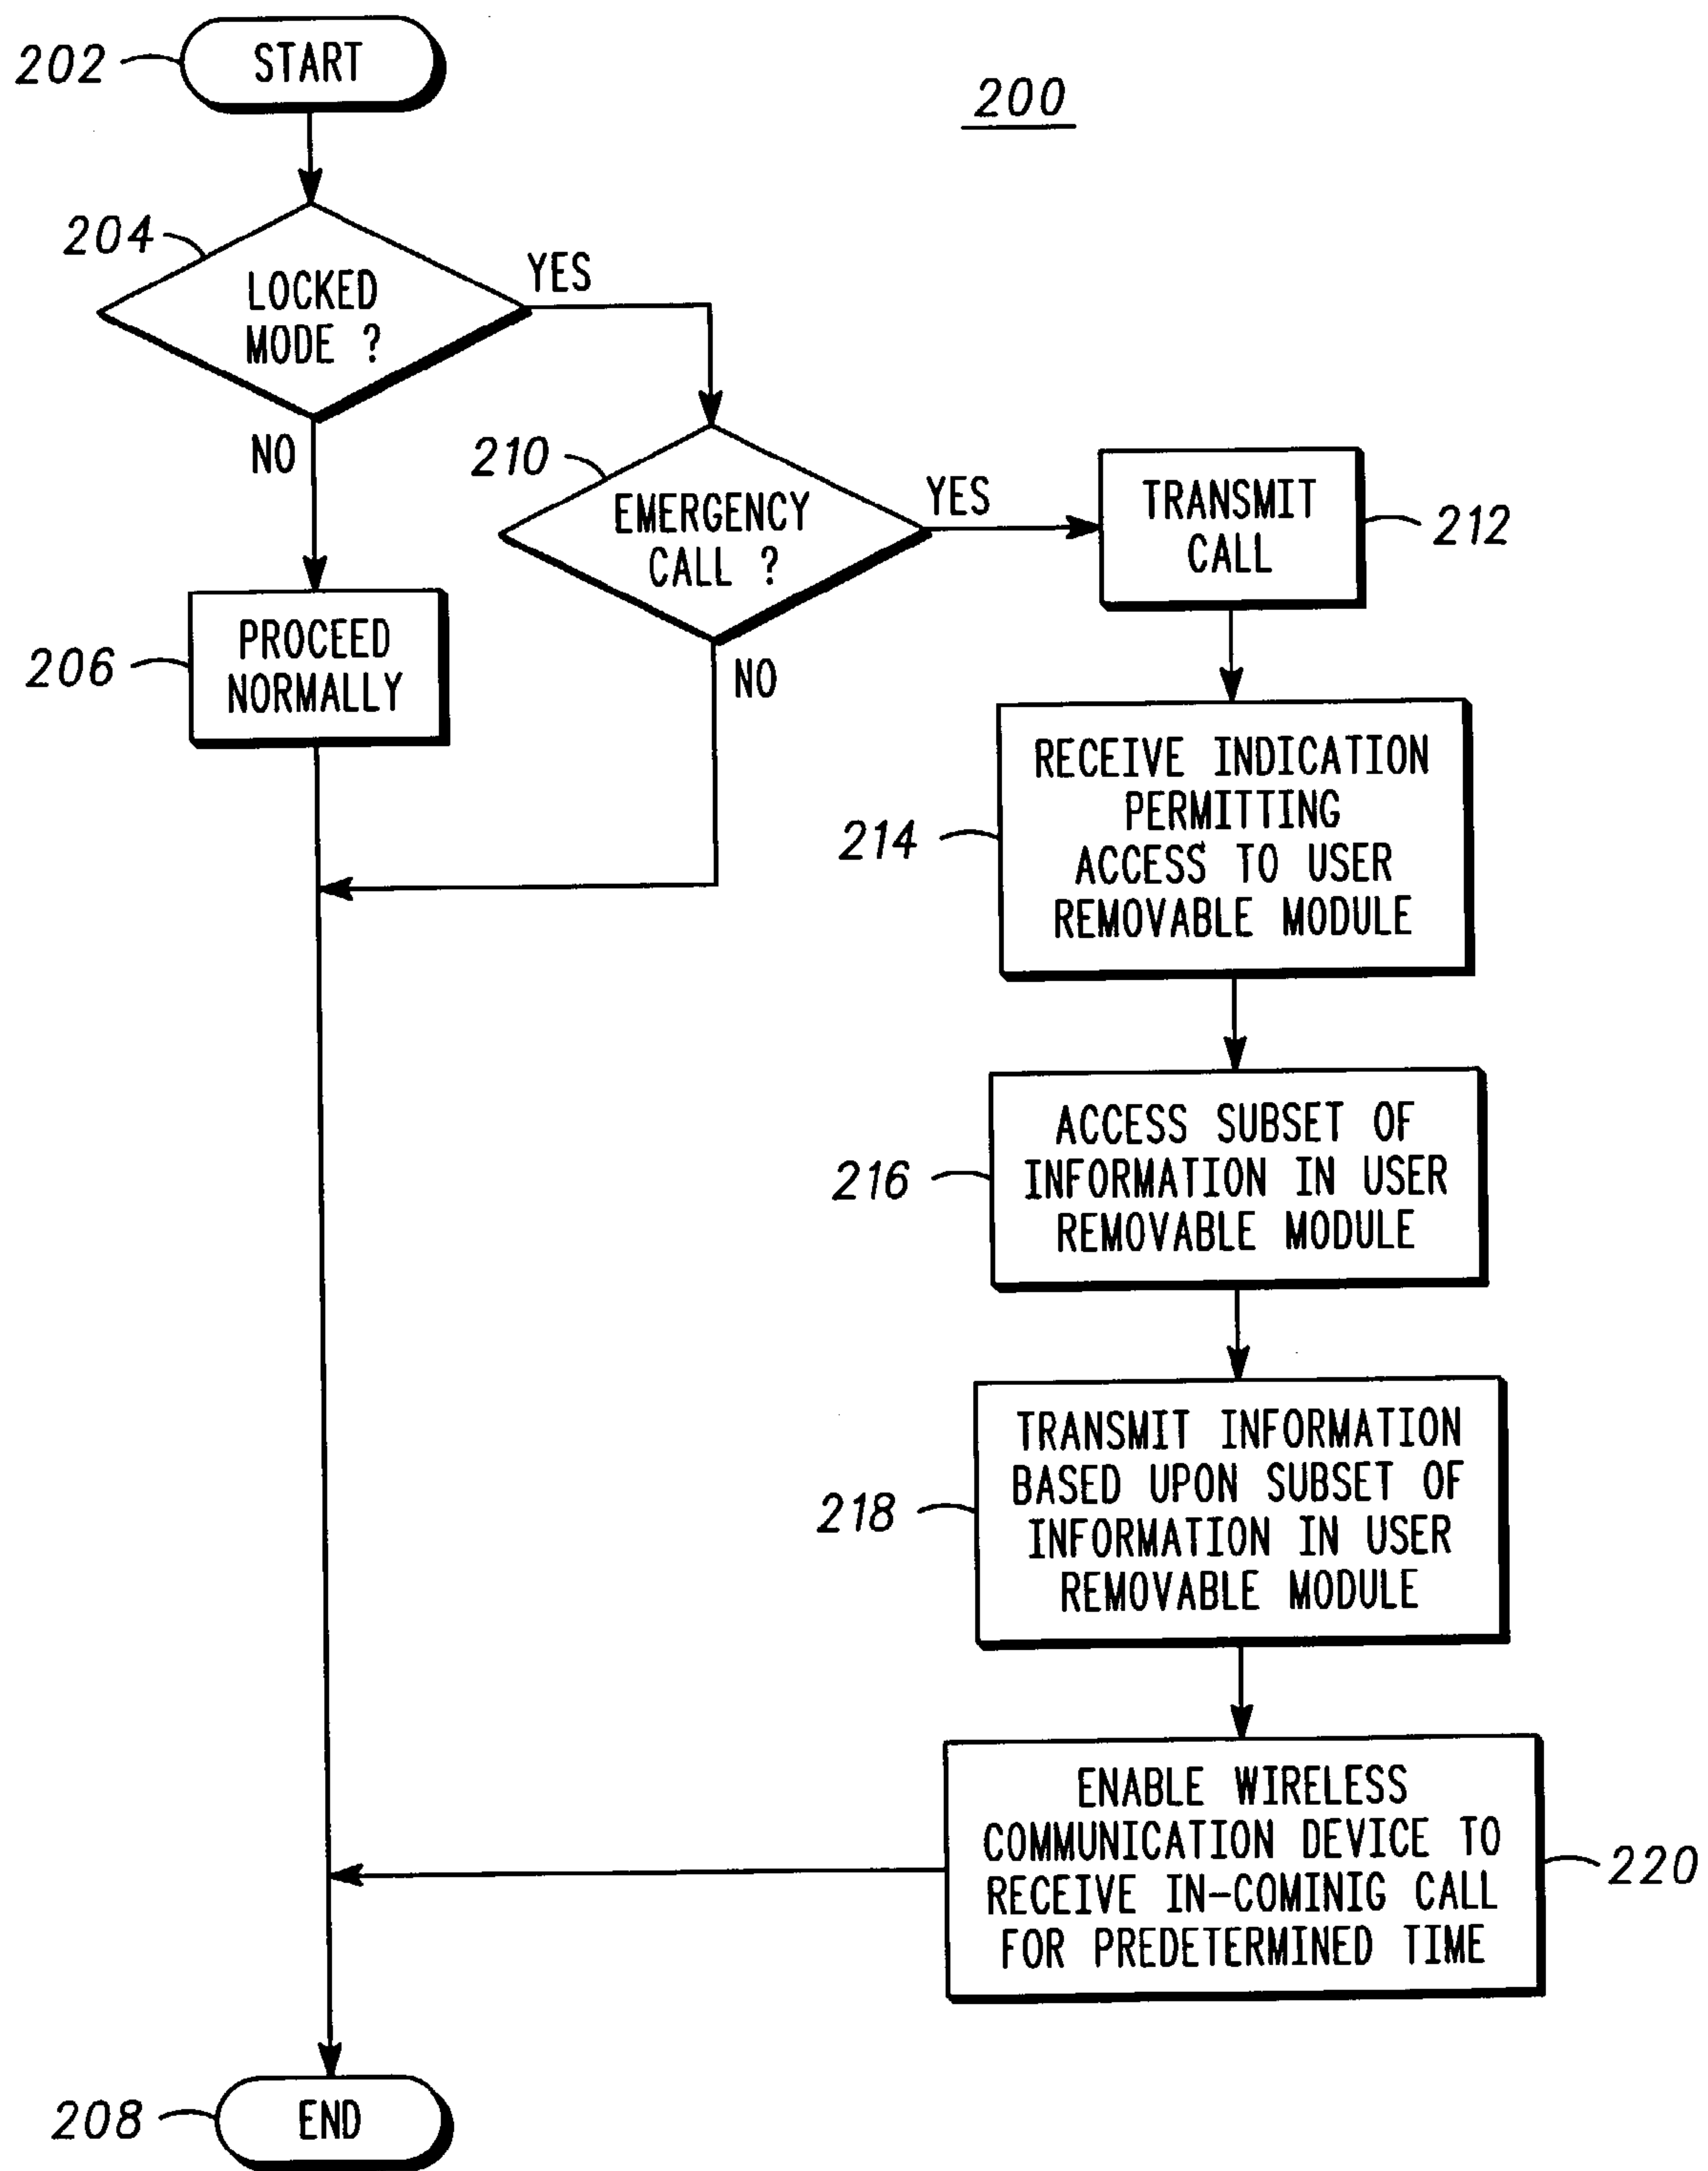 202
START
200
204
LOCKED
MODE ?
YES
NO
210
EMERGENCY
CALL ?
YES
NO
TRANSMIT
CALL
212
206
PROCEED
NORMALLY
214
RECEIVE INDICATION
PERMITTING
ACCESS TO USER
REMOVABLE MODULE
216
ACCESS SUBSET OF
INFORMATION IN USER
REMOVABLE MODULE
218
TRANSMIT INFORMATION
BASED UPON SUBSET OF
INFORMATION IN USER
REMOVABLE MODULE
ENABLE WIRELESS
COMMUNICATION DEVICE TO
RECEIVE IN-COMINIG CALL
FOR PREDETERMINED TIME
220
208
END